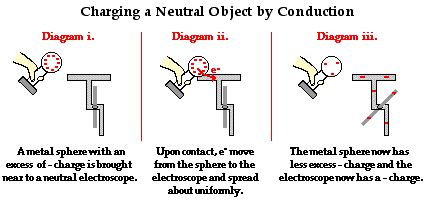 Charging a Neutral Object by Conduction
Diagram i.
Diagram ii.
Diagram iii.
e-
A metal sphere with an
excess of - charge is brought
near to a neutral electroscope.
Upon contact, e- move
from the sphere to the
electroscope and spread
about uniformly.
The metal sphere now has
less excess - charge and the
electroscope now has a - charge.